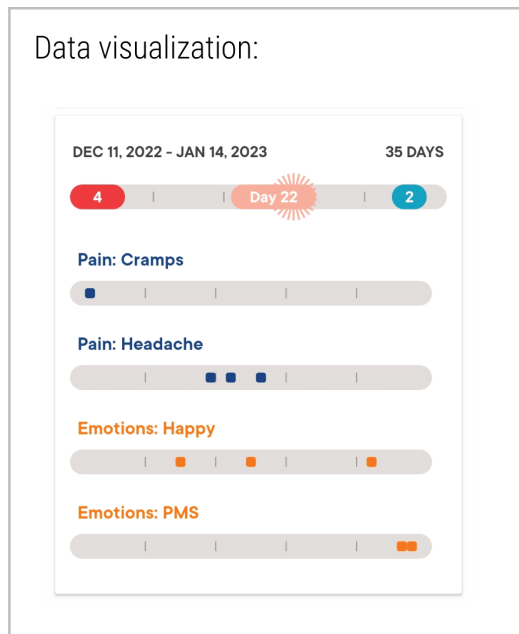 Data visualization:
DEC 11, 2022 - JAN 14, 2023 35 DAYS
4 Day 22 2
Pain: Cramps
Pain: Headache
Emotions: Happy
Emotions: PMS